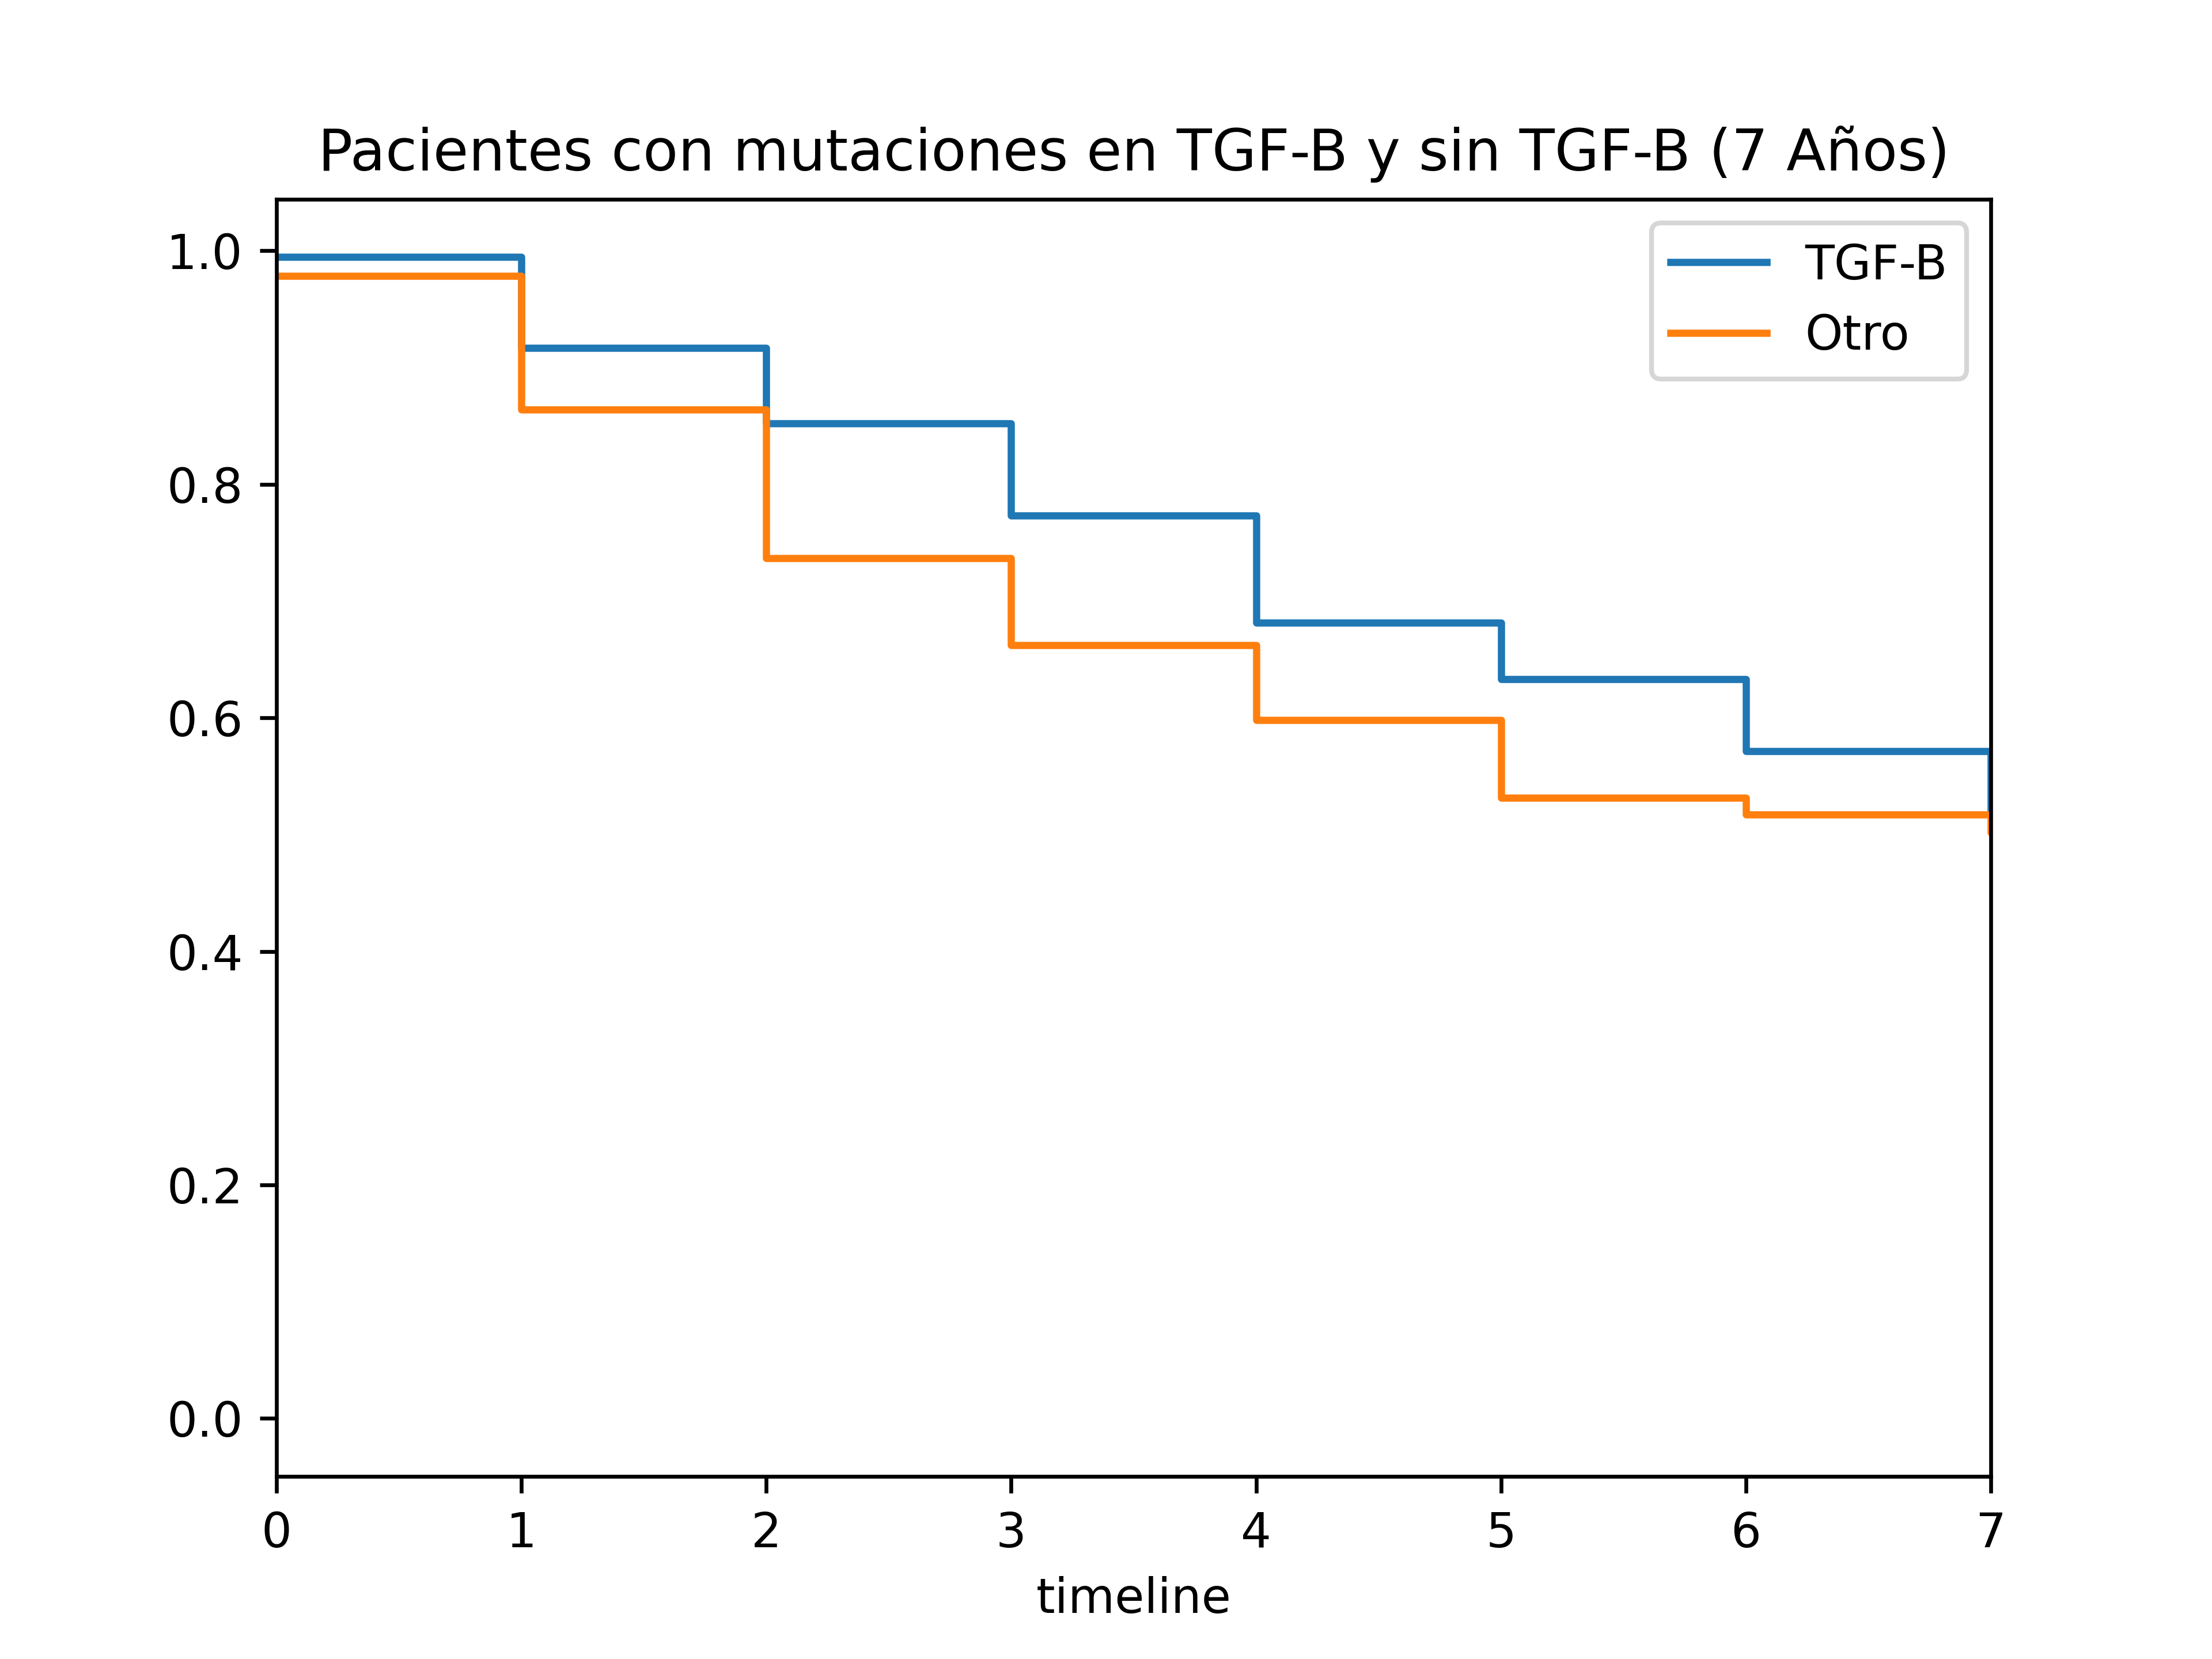 Pacientes con mutaciones en TGF-B y sin TGF-B (7 Años)
TGF-B
Otro
1.0
0.8
0.6
0.4
0.2
0.0
0 1 2 3 4 5 6 7
timeline